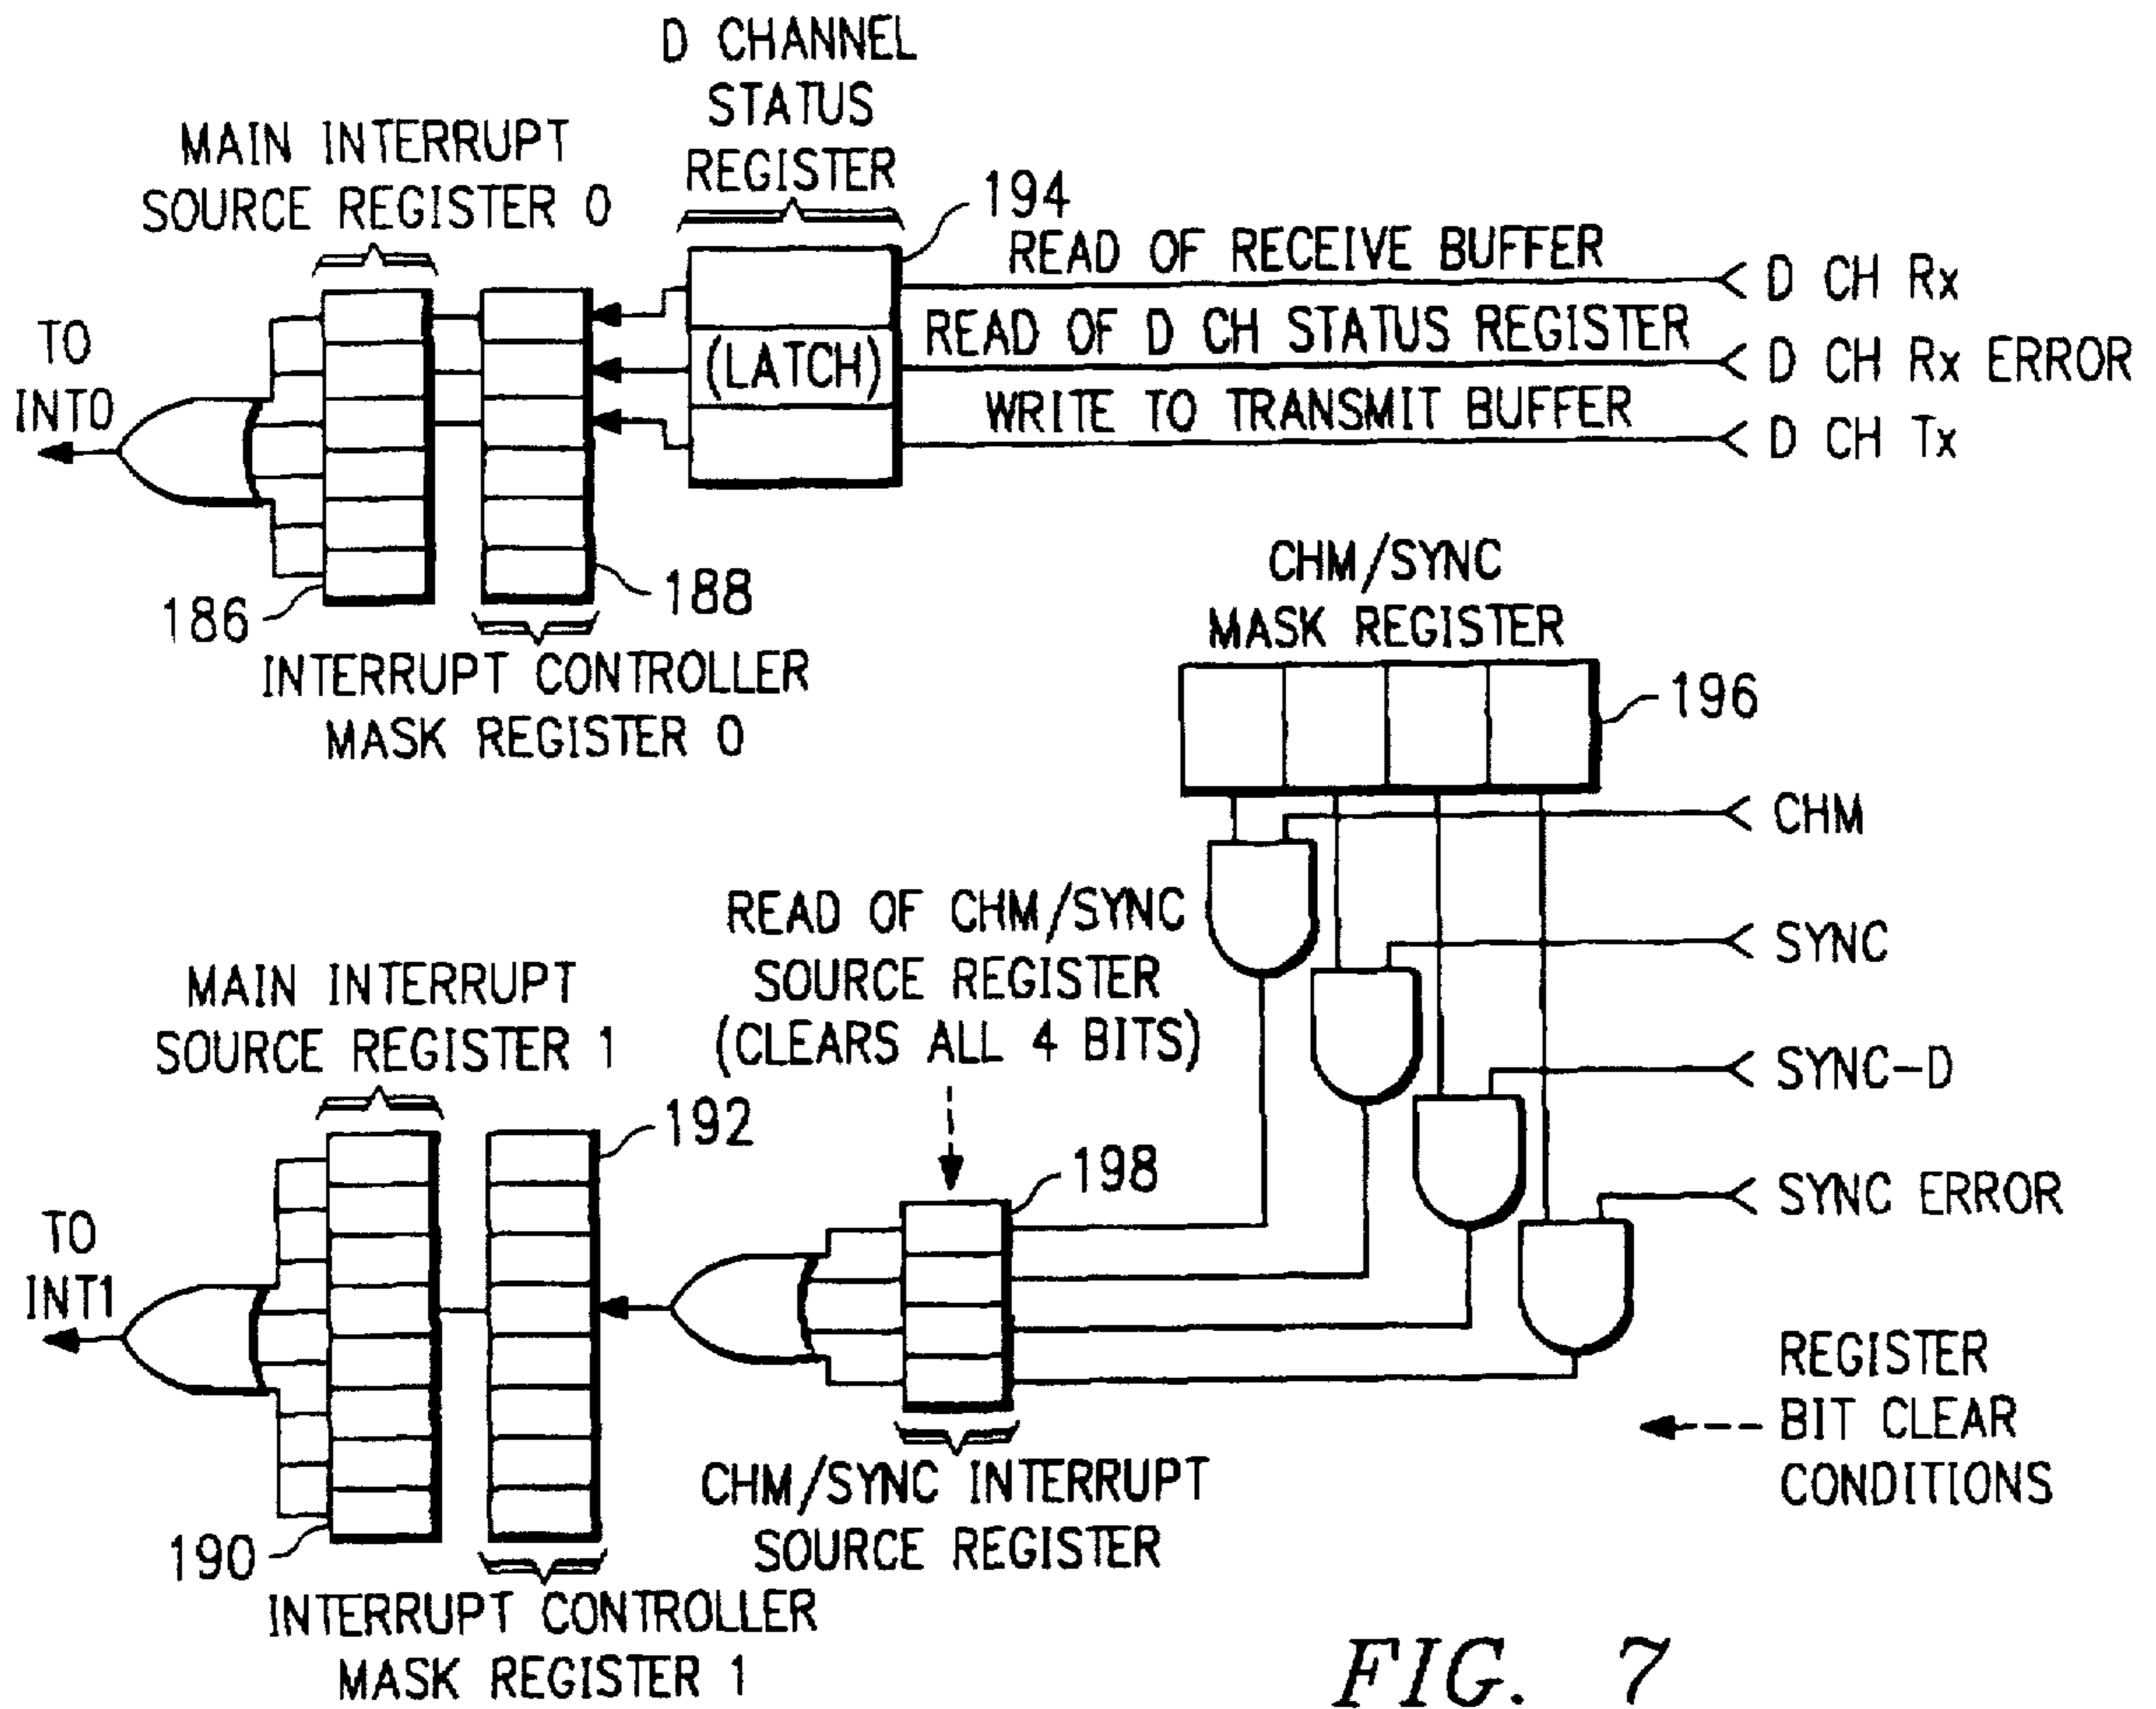 D CHANNEL
STATUS
REGISTER
MAIN INTERRUPT
SOURCE REGISTER 0
194
READ OF RECEIVE BUFFER
D CH Rx
READ OF D CH STATUS REGISTER
(LATCH)
D CH Rx ERROR
WRITE TO TRANSMIT BUFFER
D CH Tx
TO
INT0
186
188
INTERRUPT CONTROLLER
MASK REGISTER 0
CHM/SYNC
MASK REGISTER
196
CHM
SYNC
SYNC-D
SYNC ERROR
READ OF CHM/SYNC
SOURCE REGISTER
(CLEARS ALL 4 BITS)
MAIN INTERRUPT
SOURCE REGISTER 1
192
198
TO
INT1
190
INTERRUPT CONTROLLER
MASK REGISTER 1
CHM/SYNC INTERRUPT
SOURCE REGISTER
REGISTER
BIT CLEAR
CONDITIONS
FIG. 7